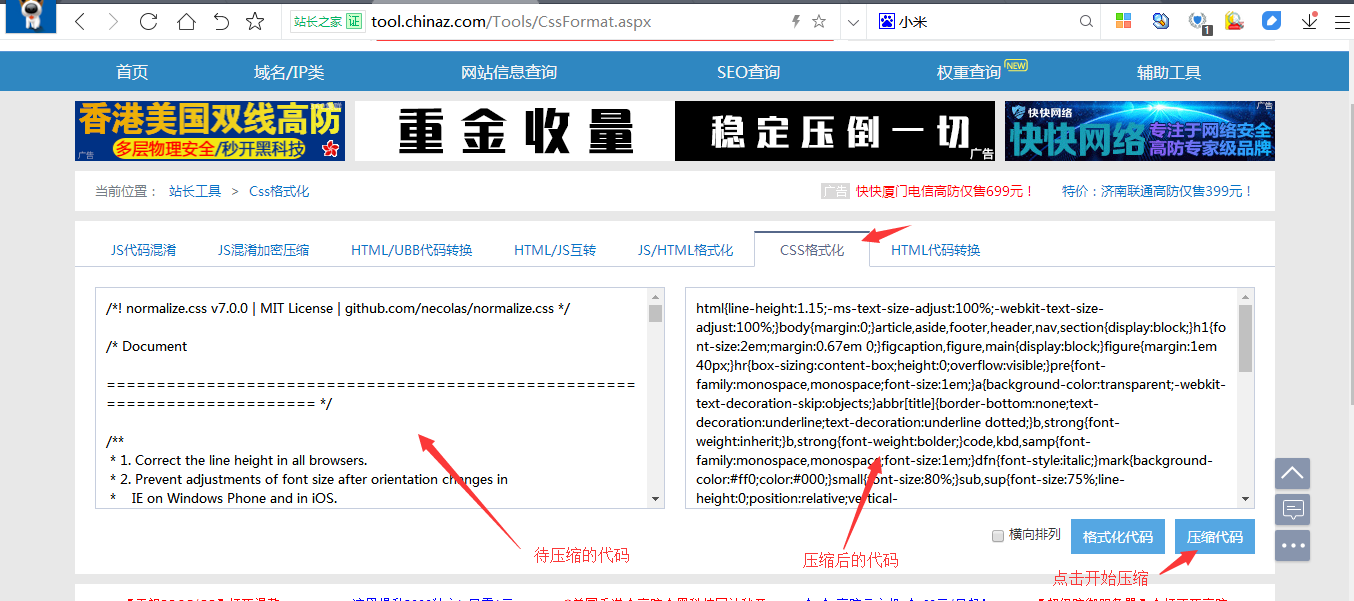 站长之家 证 tool.chinaz.com/Tools/CssFormat.aspx 小米
1
首页 域名/IP类 网站信息查询 SEO查询 权重查询 NEW 辅助工具
香港美国双线高防
多层物理安全/秒开黑科技
广告
重金收量
稳定压倒一切
广告
快快网络
广告
快快网络
专注于网络安全
高防专家级品牌
当前位置： 站长工具 > Css格式化
广告 快快厦门电信高防仅售699元！ 特价：济南联通高防仅售399元！
JS代码混淆 JS混淆加密压缩 HTML/UBB代码转换 HTML/JS互转 JS/HTML格式化 CSS格式化 HTML代码转换
/*! normalize.css v7.0.0 | MIT License | github.com/necolas/normalize.css */
/* Document
=====================================================
===================== */
/**
* 1. Correct the line height in all browsers.
* 2. Prevent adjustments of font size after orientation changes in
* IE on Windows Phone and in iOS.
html{line-height:1.15;-ms-text-size-adjust:100%;-webkit-text-size-
adjust:100%;}body{margin:0;}article,aside,footer,header,nav,section{display:block;}h1{fo
nt-size:2em;margin:0.67em 0;}figcaption,figure,main{display:block;}figure{margin:1em
40px;}hr{box-sizing:content-box;height:0;overflow:visible;}pre{font-
family:monospace,monospace;font-size:1em;}a{background-color:transparent;-webkit-
text-decoration-skip:objects;}abbr[title]{border-bottom:none;text-
decoration:underline;text-decoration:underline dotted;}b,strong{font-
weight:inherit;}b,strong{font-weight:bolder;}code,kbd,samp{font-
family:monospace,monospace;font-size:1em;}dfn{font-style:italic;}mark{background-
color:#ff0;color:#000;}small{font-size:80%;}sub,sup{font-size:75%;line-
height:0;position:relative;vertical-
横向排列 格式化代码 压缩代码
待压缩的代码
压缩后的代码
点击开始压缩